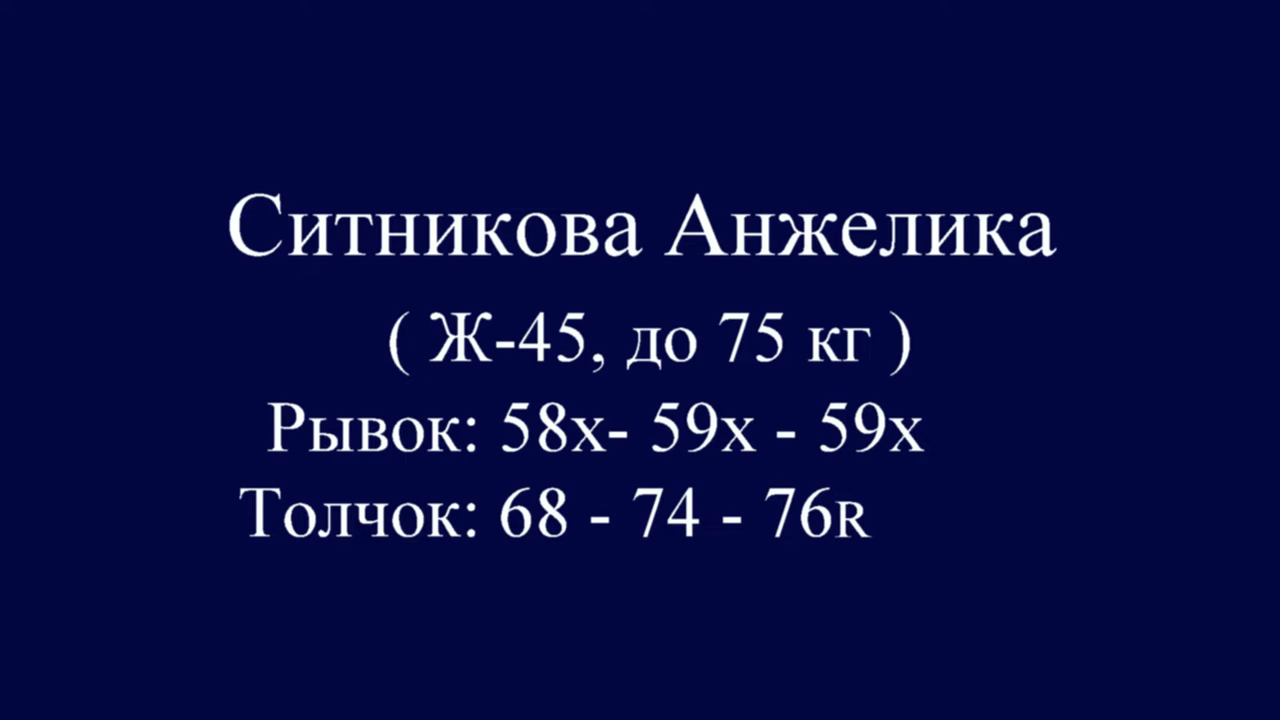 Ситникова Анжелика
( Ж-45, до 75 кг )
Рывок: 58х- 59х - 59х
Толчок: 68 - 74 - 76R